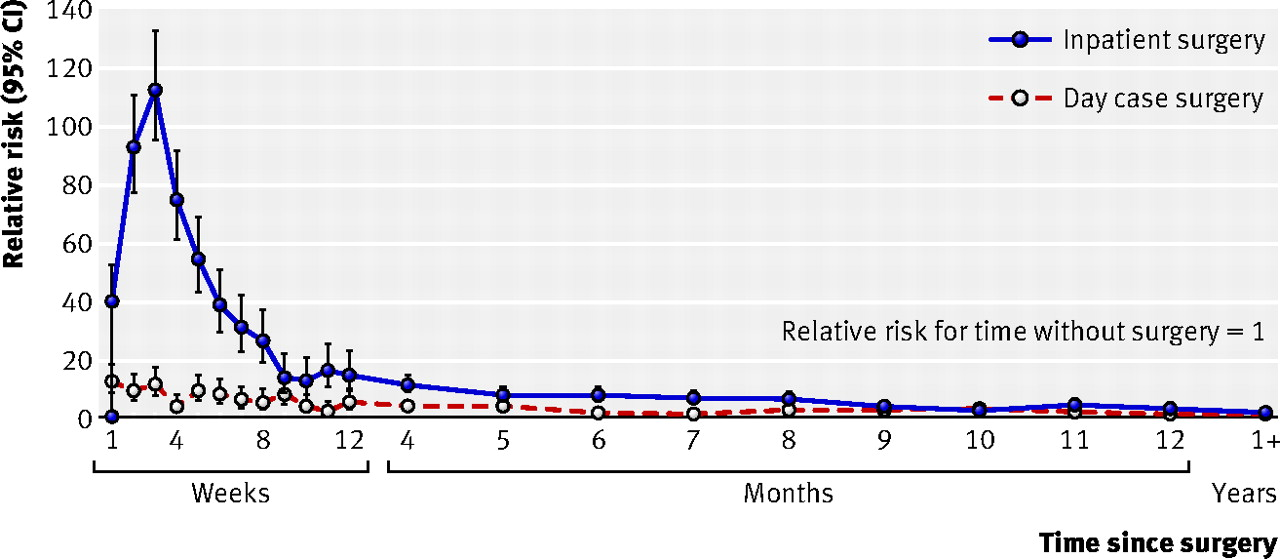 Relative risk (95% CI)
140
120
100
80
60
40
20
0
Inpatient surgery
Day case surgery
Relative risk for time without surgery = 1
1 4 8 12 4 5 6 7 8 9 10 11 12 1+
Weeks Months Years
Time since surgery